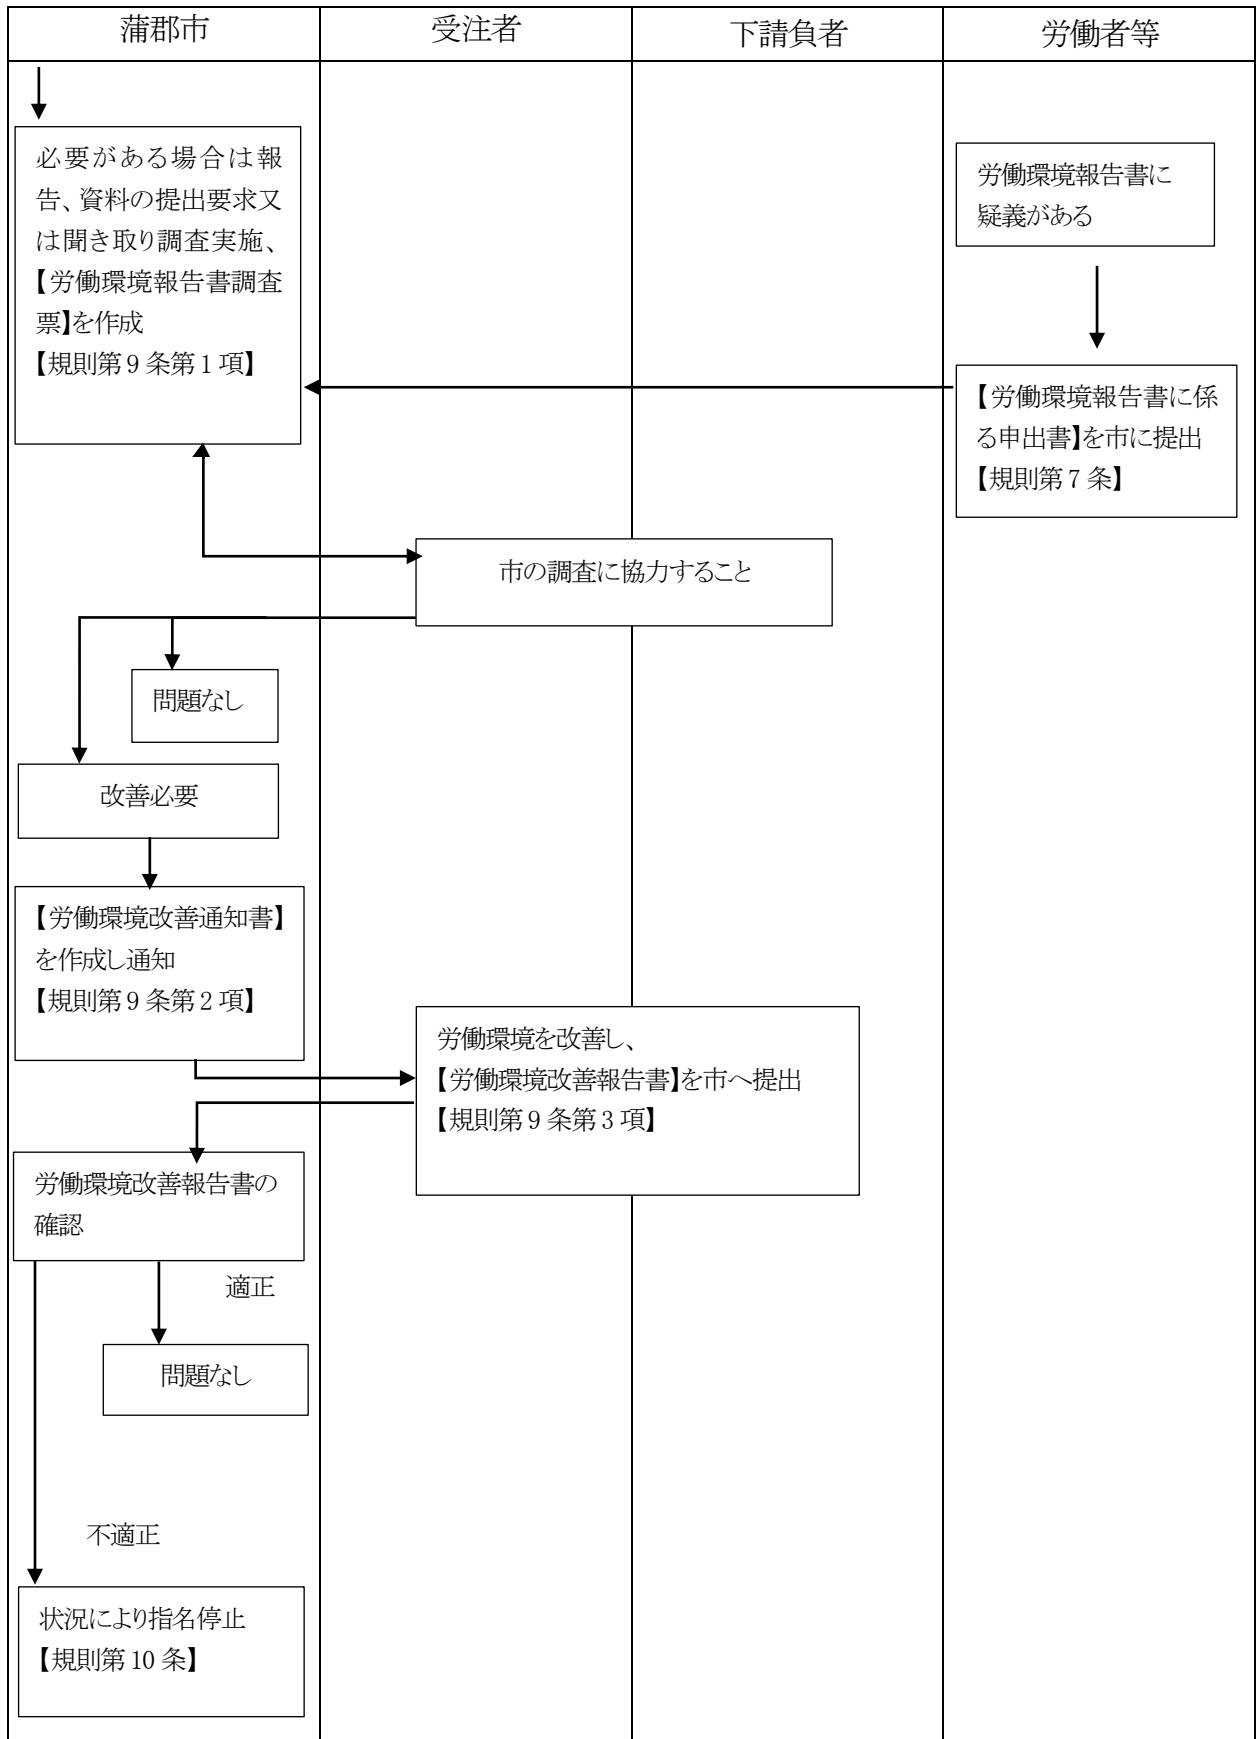 蒲郡市
受注者
下請負者
労働者等
必要がある場合は報
告、資料の提出要求又
は聞き取り調査実施、
【労働環境報告書調査
票】を作成
【規則第9条第1項】
労働環境報告書に
疑義がある
【労働環境報告書に係
る申出書】を市に提出
【規則第7条】
市の調査に協力すること
問題なし
改善必要
【労働環境改善通知書】
を作成し通知
【規則第9条第2項】
労働環境を改善し、
【労働環境改善報告書】を市へ提出
【規則第9条第3項】
労働環境改善報告書の
確認
適正
問題なし
不適正
状況により指名停止
【規則第10条】